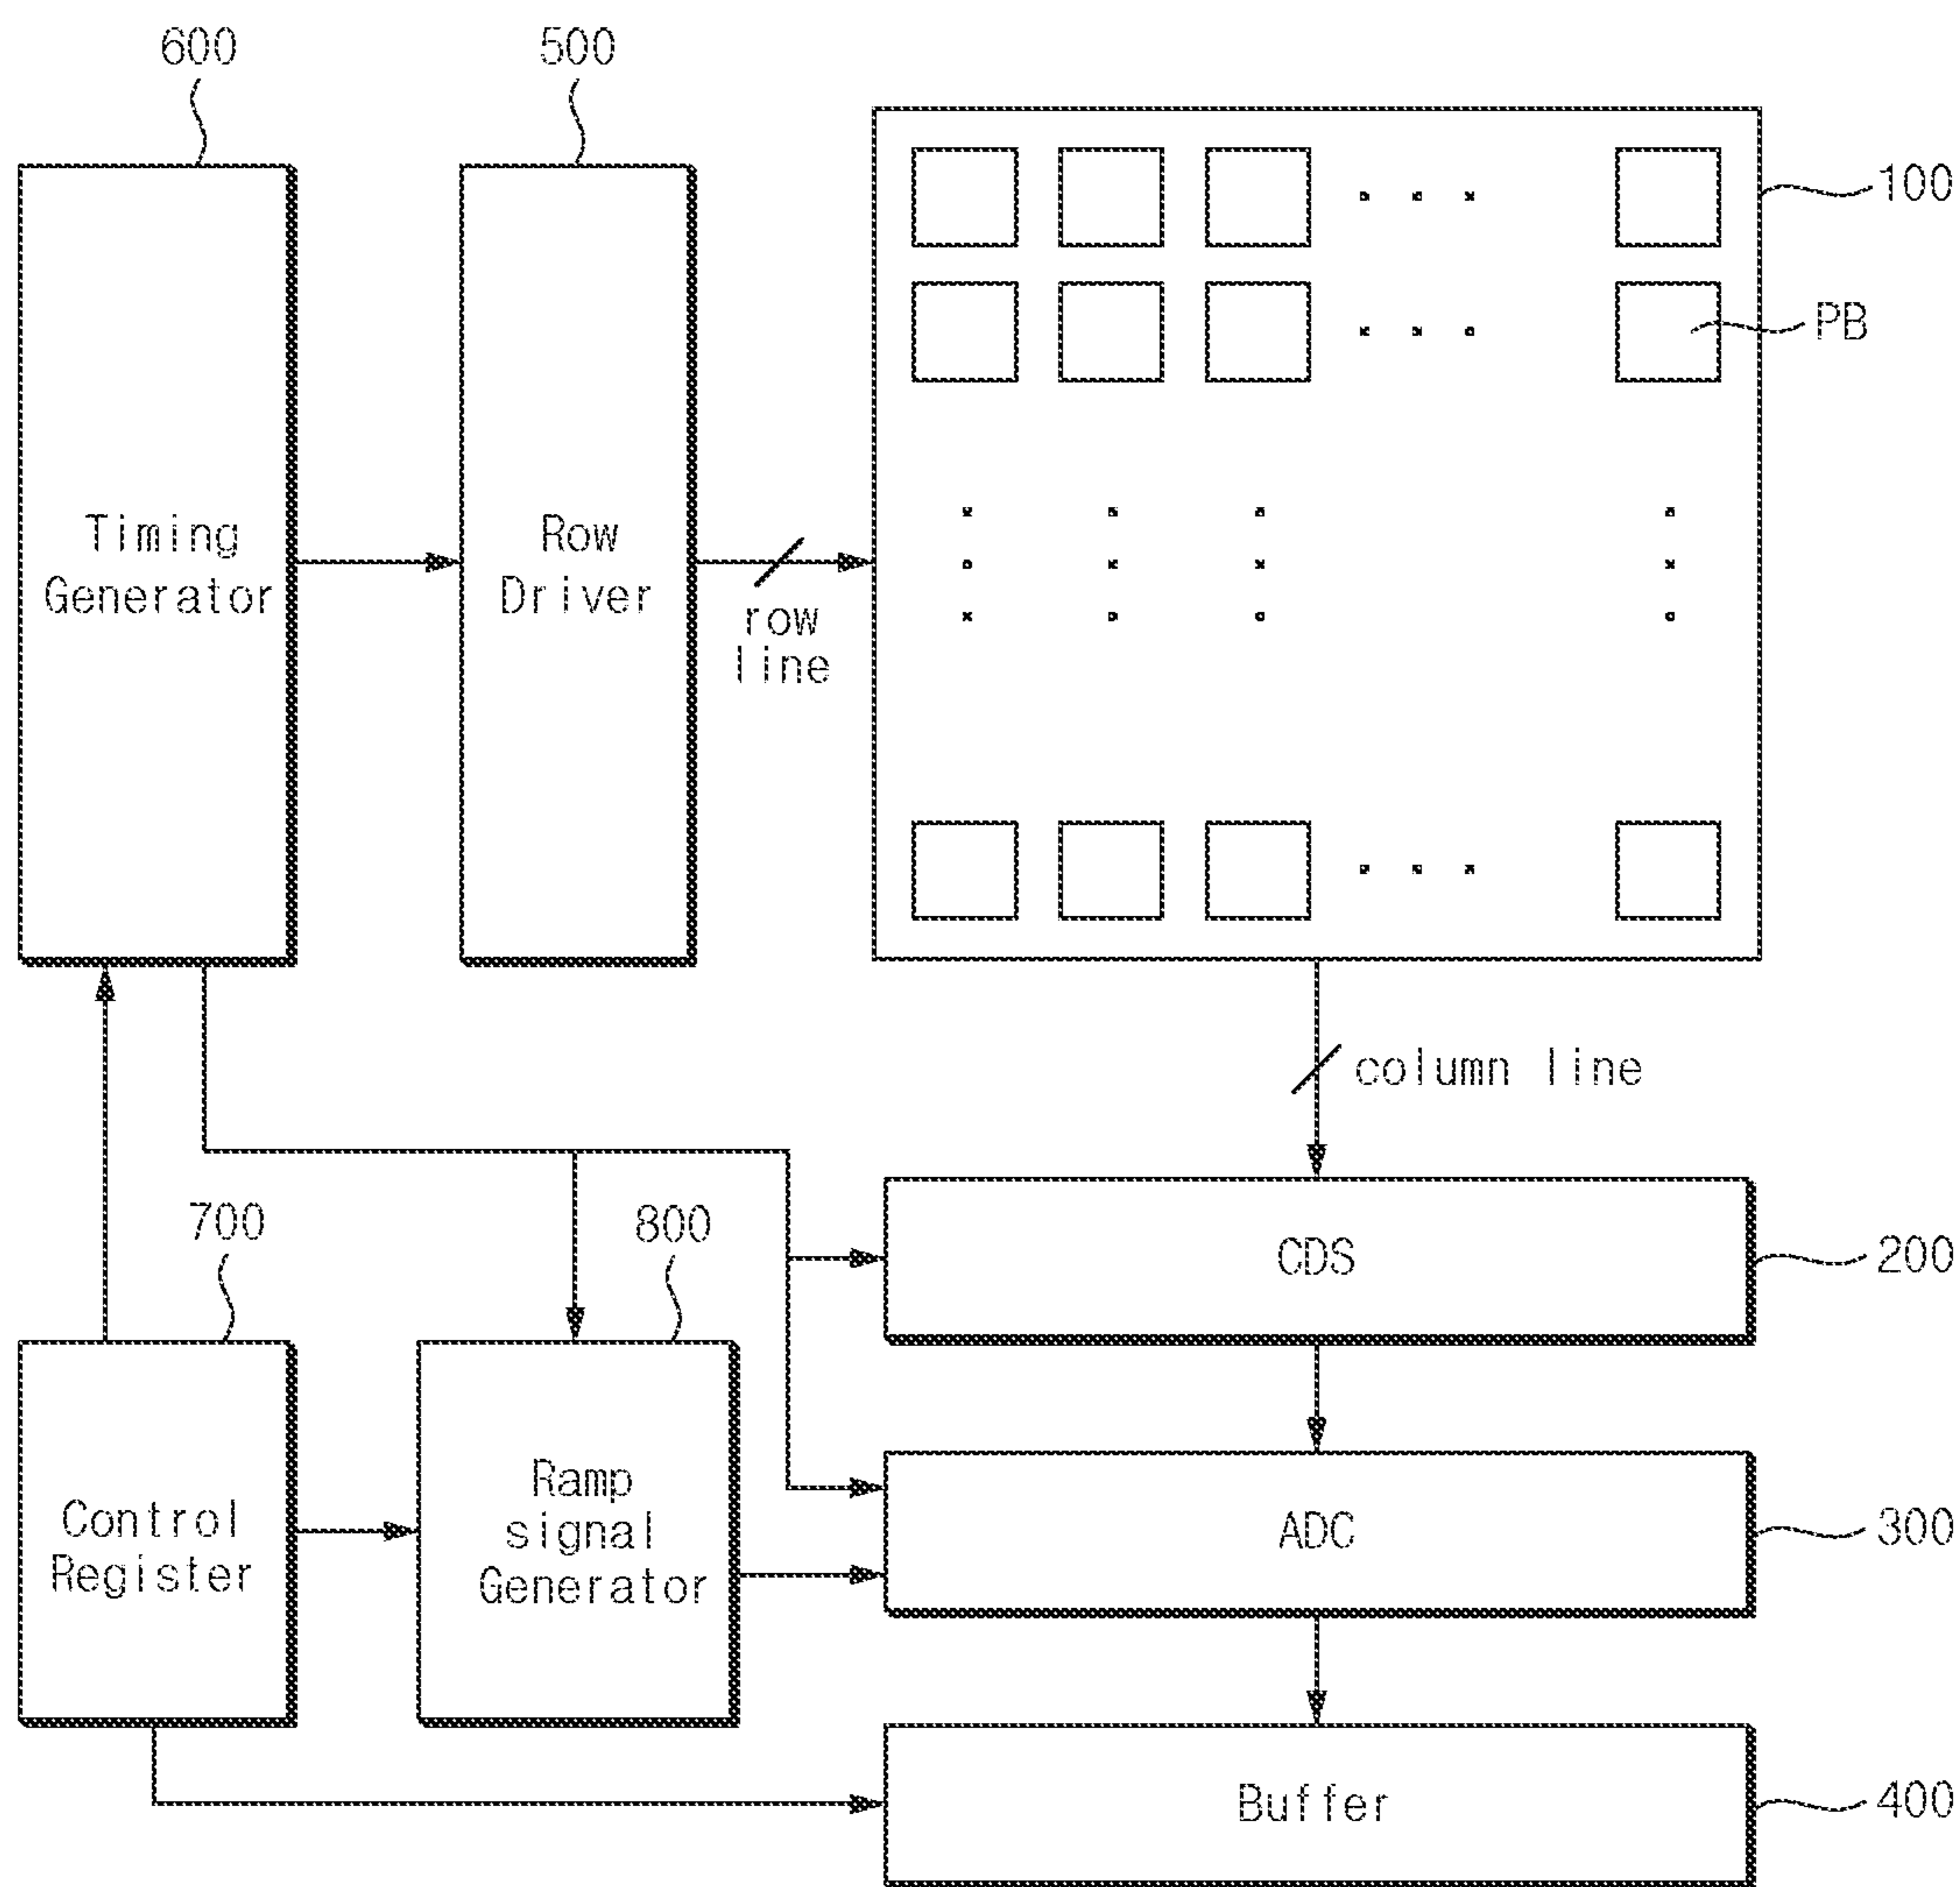 600
500
100
PB
Timing
Generator
Row
Driver
row
line
column line
700
800
CDS
200
Control
Register
Ramp
signal
Generator
ADC
300
Buffer
400